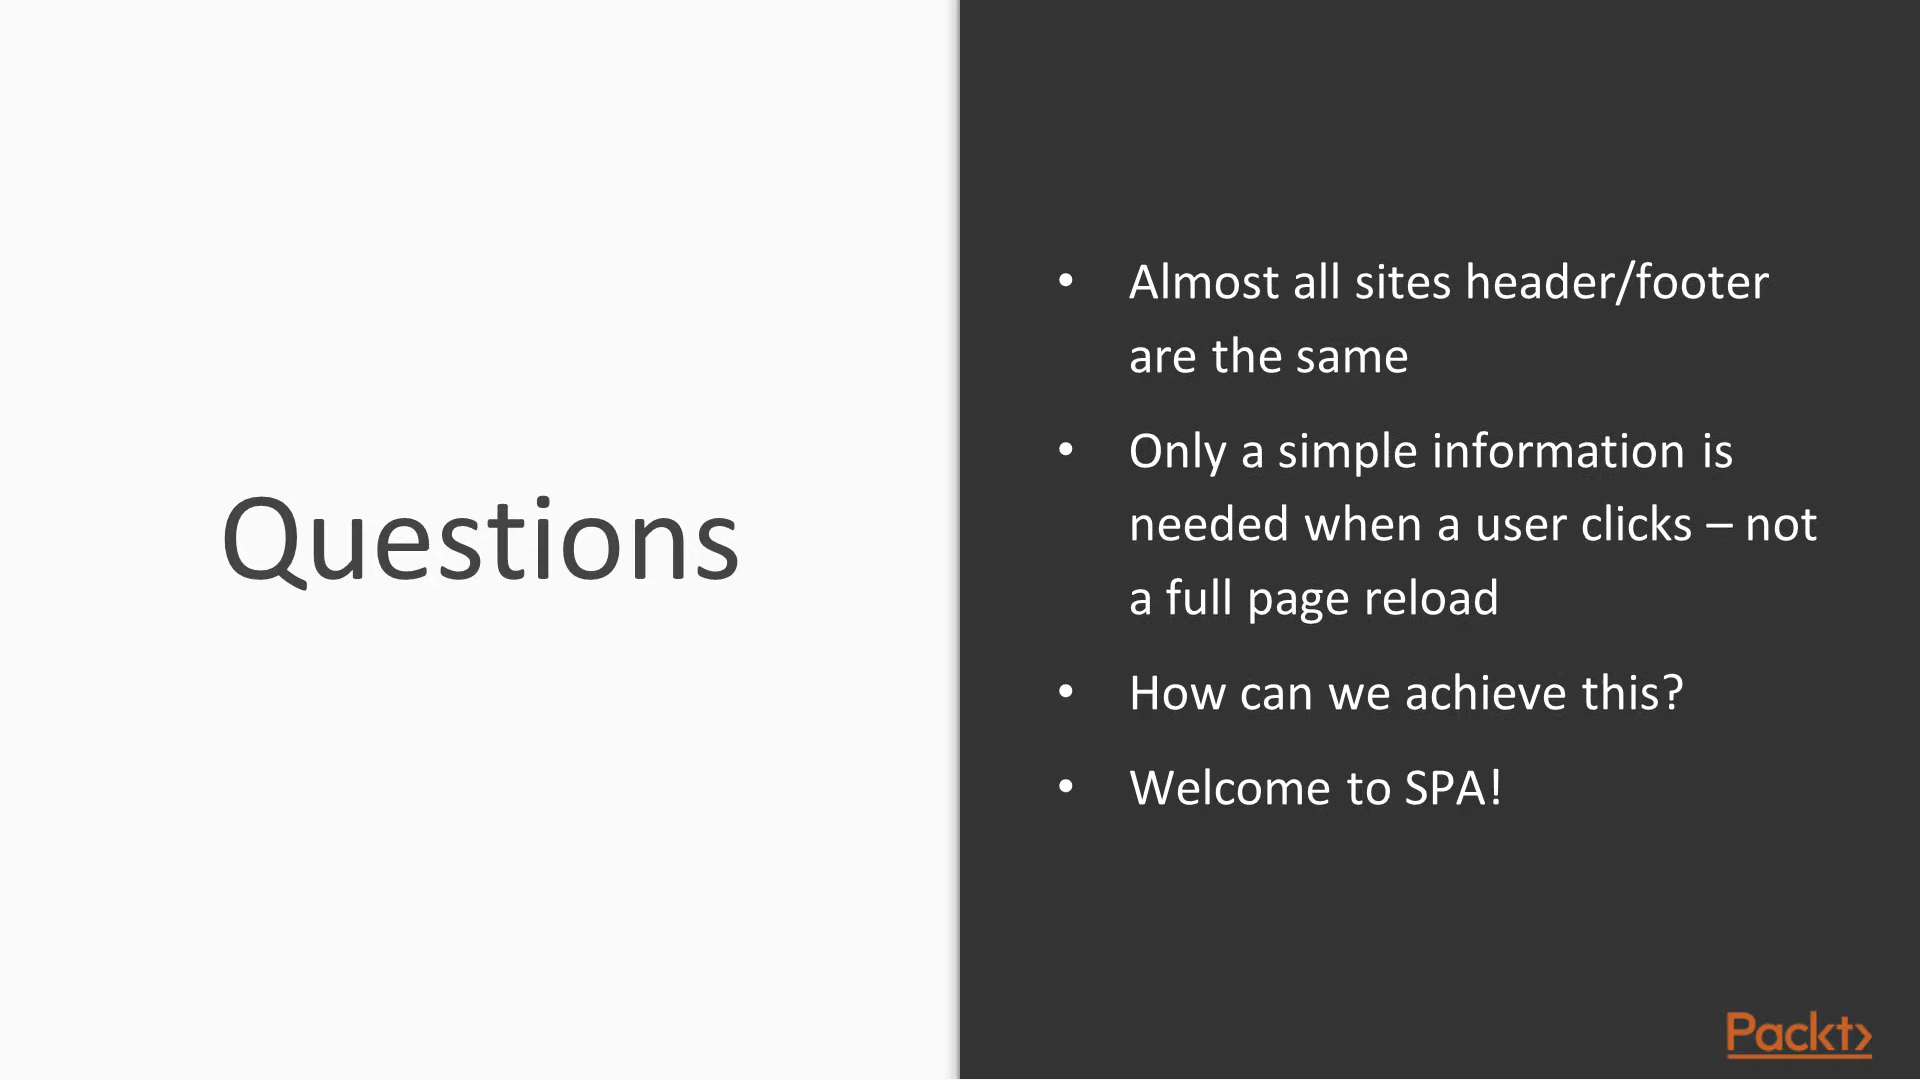 Questions
• Almost all sites header/footer
are the same
• Only a simple information is
needed when a user clicks – not
a full page reload
• How can we achieve this?
• Welcome to SPA!
Packt>